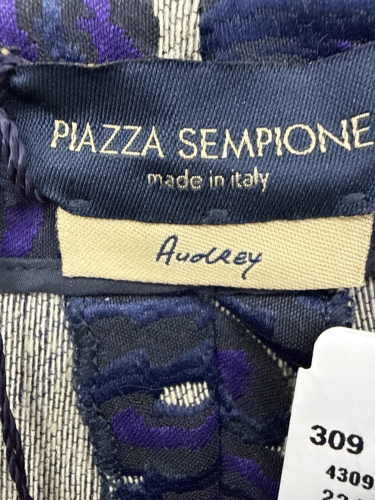 PIAZZA SEMPIONE
made in italy
Audrey
309
4309